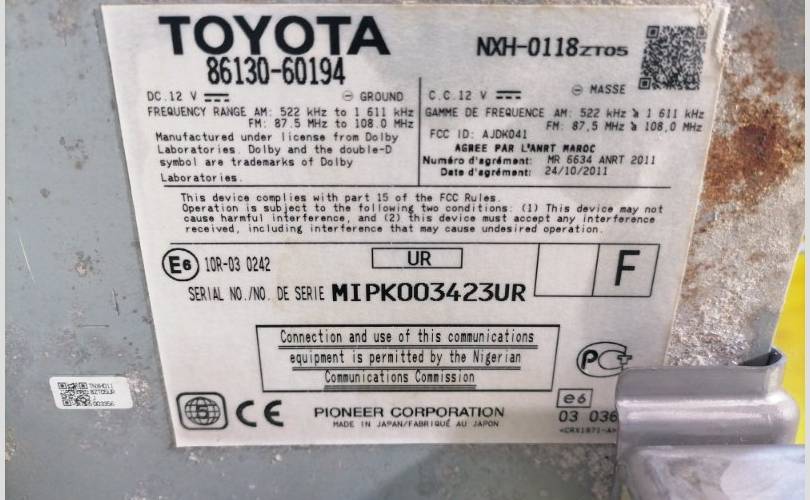 TOYOTA
86130-60194
NXH-0118ZT05
DC.12 V ⊖ GROUND
FREQUENCY RANGE AM: 522 kHz to 1 611 kHz
FM: 87.5 MHz to 108.0 MHz
Manufactured under license from Dolby
Laboratories. Dolby and the double-D
symbol are trademarks of Dolby
Laboratories.
C.C.12 V ⊖ MASSE
GAMME DE FREQUENCE AM: 522 kHz à 1 611 kHz
FM: 87,5 MHz à 108,0 MHz
FCC ID: AJDK041
AGREE PAR L'ANRT MAROC
Numéro d'agrément: MR 6634 ANRT 2011
Date d'agrément: 24/10/2011
This device complies with part 15 of the FCC Rules.
Operation is subject to the following two conditions: (1) This device may not
cause harmful interference, and (2) this device must accept any interference
received, including interference that may cause undesired operation.
E6 10R-03 0242
UR
F
SERIAL NO./NO. DE SERIE MIPK003423UR
Connection and use of this communications
equipment is permitted by the Nigerian
Communications Commission
PCT
5 CE
PIONEER CORPORATION
MADE IN JAPAN/FABRIQUÉ AU JAPON
e6
03 036
<CRX1871-A>